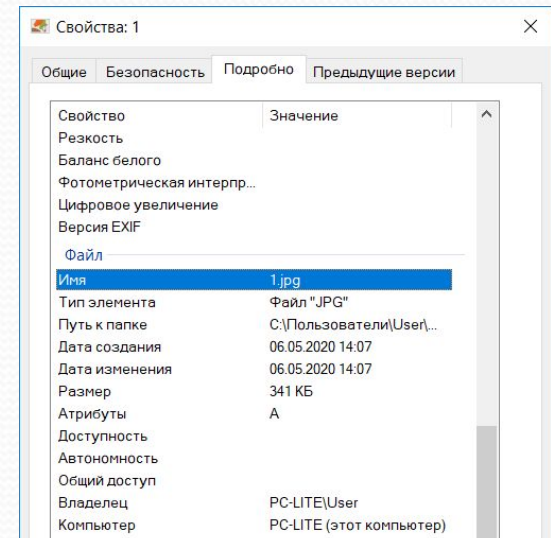 Свойства: 1
Общие Безопасность Подробно Предыдущие версии
Свойство Значение
Резкость
Баланс белого
Фотометрическая интерпр...
Цифровое увеличение
Версия EXIF
Файл
Имя 1.jpg
Тип элемента Файл "JPG"
Путь к папке C:\Пользователи\User\...
Дата создания 06.05.2020 14:07
Дата изменения 06.05.2020 14:07
Размер 341 КБ
Атрибуты A
Доступность
Автономность
Общий доступ
Владелец PC-LITE\User
Компьютер PC-LITE (этот компьютер)